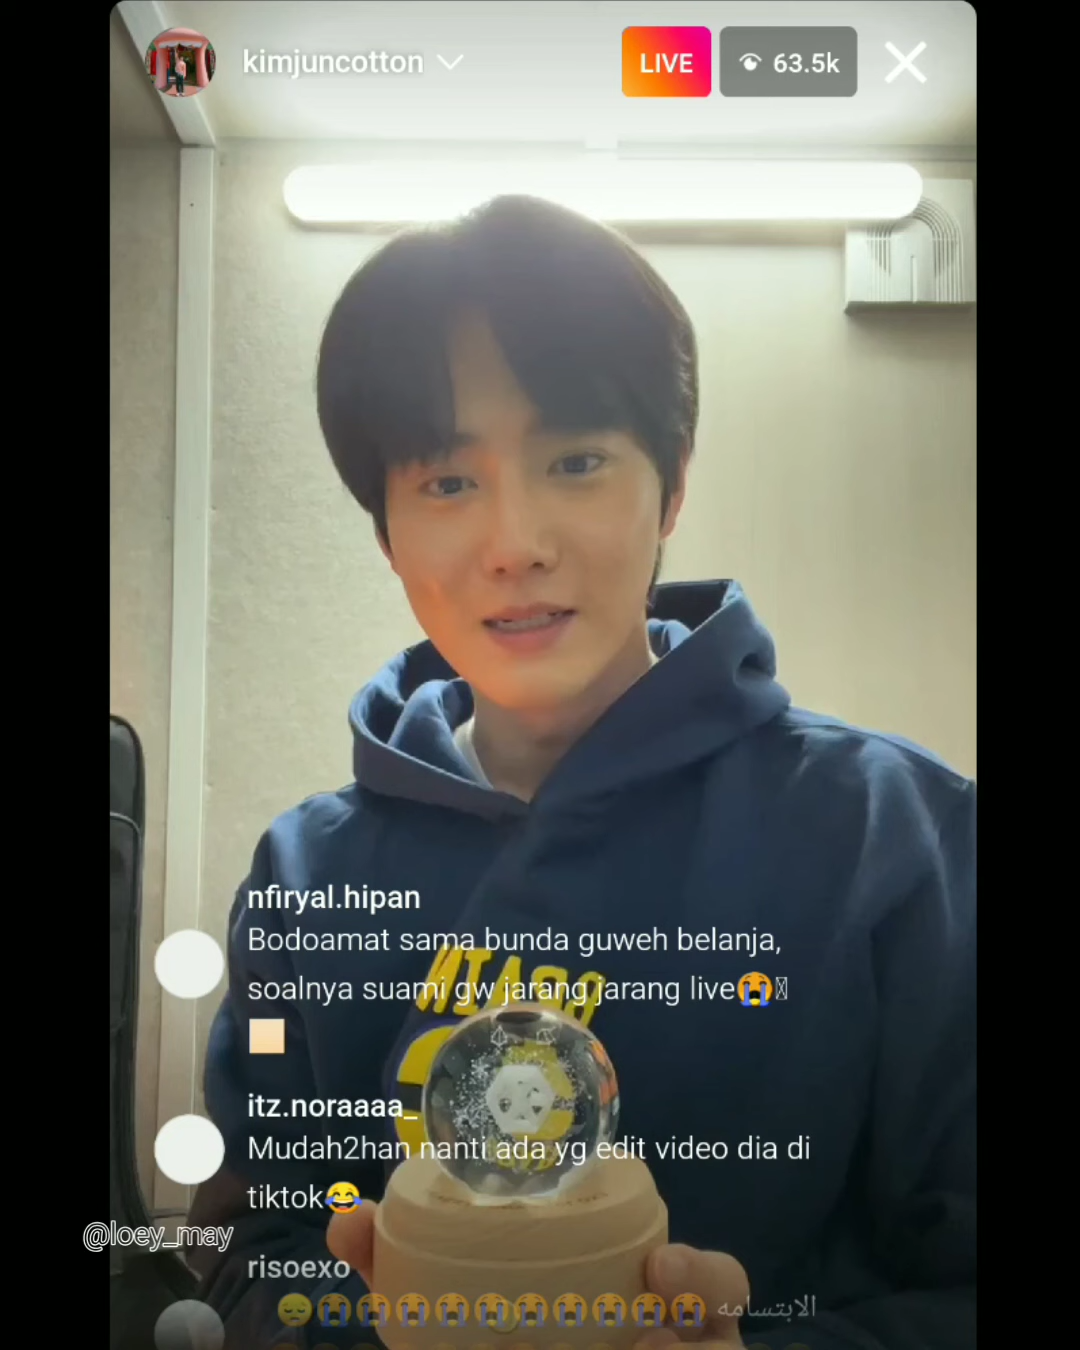 kimjuncotton
LIVE
63.5k
nfiryal.hipan
Bodoamat sama bunda guweh belanja,
soalnya suami gw jarang jarang live😭
itz.noraaaa_
Mudah2han nanti ada yg edit video dia di
tiktok😂
@loey_may
risoexo
😔😭😭😭😭😭😭😭😭😭😭 الابتسامه